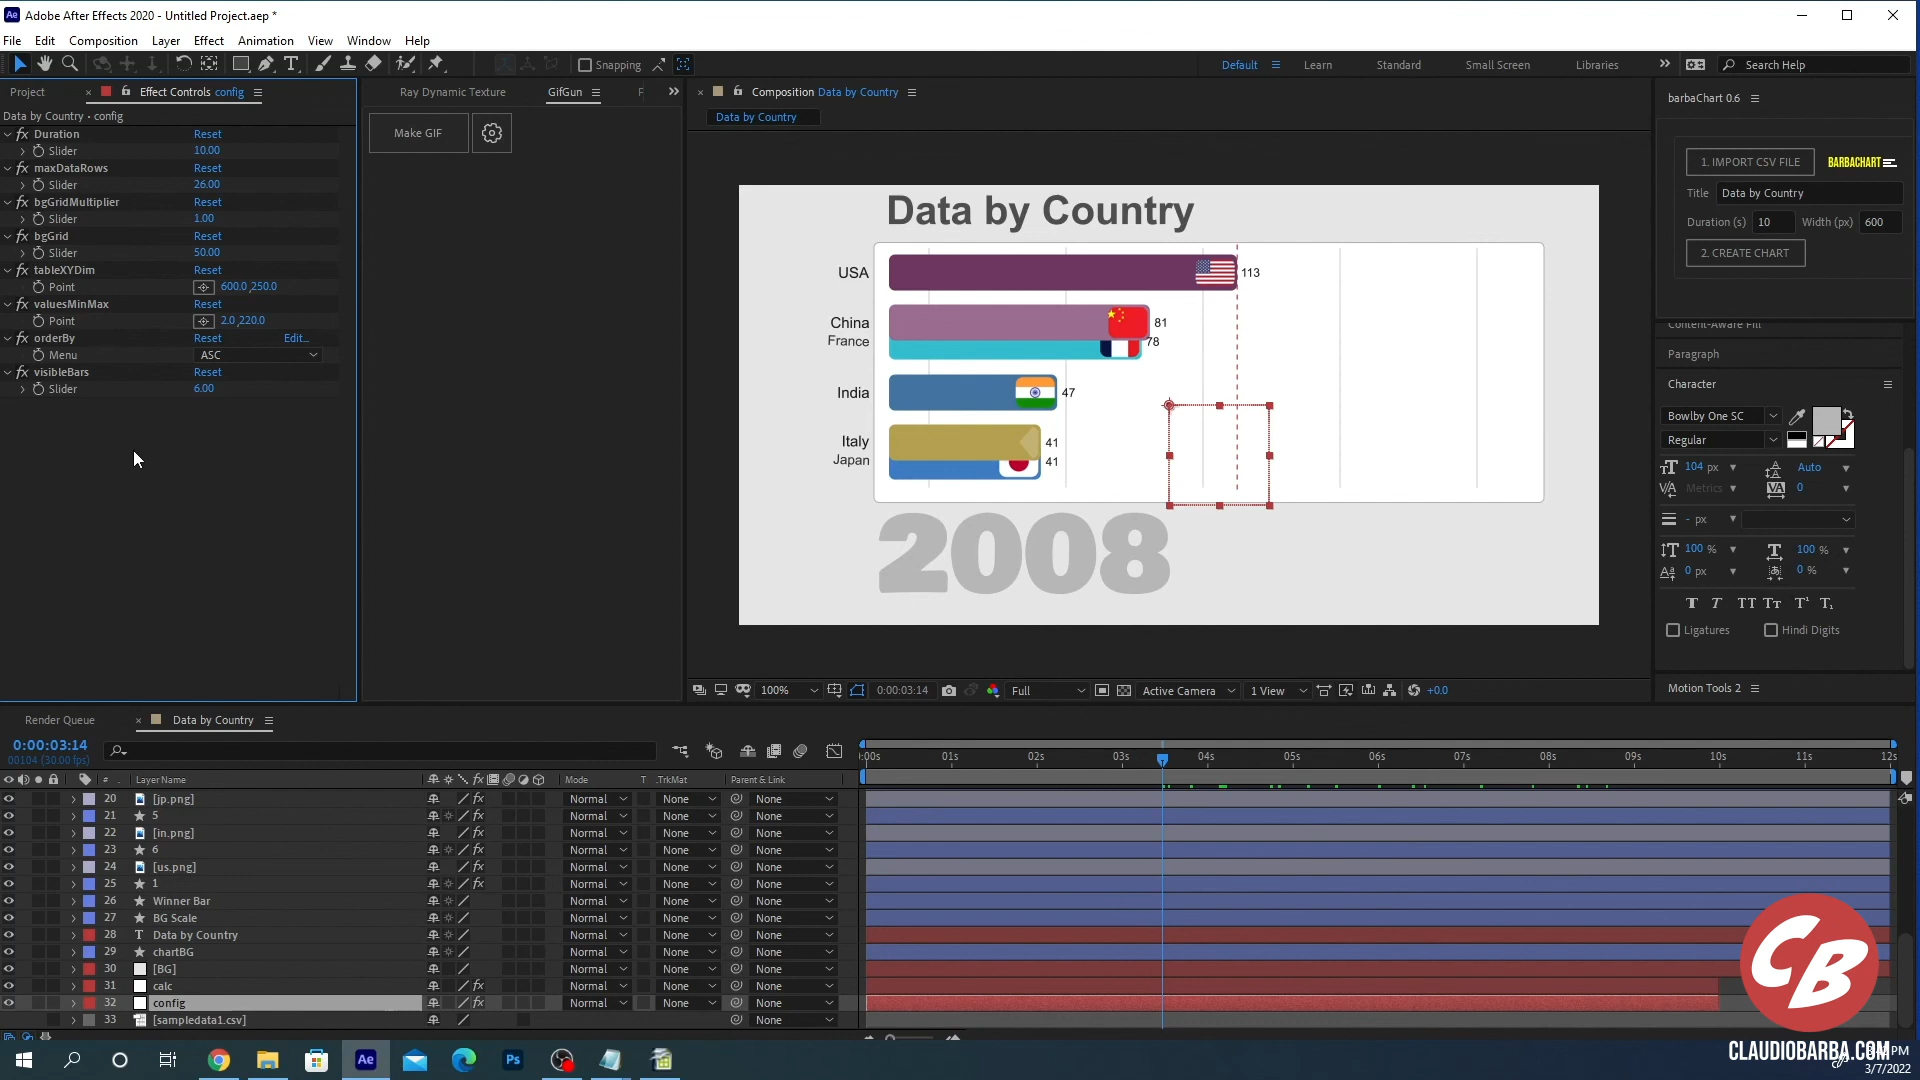 Adobe After Effects 2020 - Untitled Project.aep *
File Edit Composition Layer Effect Animation View Window Help
Snapping
Default Learn Standard Small Screen Libraries Search Help
Project Effect Controls config
Data by Country • config
Duration Reset
Slider 10.00
maxDataRows Reset
Slider 26.00
bgGridMultiplier Reset
Slider 1.00
bgGrid Reset
Slider 50.00
tableXYDim Reset
Point 600.0,250.0
valuesMinMax Reset
Point 2.0,220.0
orderBy Reset Edit...
Menu ASC
visibleBars Reset
Slider 6.00
Ray Dynamic Texture GifGun F
Make GIF
Composition Data by Country
Data by Country
Data by Country
USA 113
China 81
France 78
India 47
Italy 41
Japan 41
2008
100% 0:00:03:14 Full Active Camera 1 View +0.0
barbaChart 0.6
1. IMPORT CSV FILE BARBACHART
Title Data by Country
Duration (s) 10 Width (px) 600
2. CREATE CHART
Content-Aware Fill
Paragraph
Character
Bowlby One SC
Regular
104 px Auto
Metrics 0
- px
100 % 100 %
0 px 0 %
T T TT Tt T¹ T₁
Ligatures Hindi Digits
Motion Tools 2
Render Queue Data by Country
0:00:03:14
00104 (30.00 fps)
:00s 01s 02s 03s 04s 05s 06s 07s 08s 09s 10s 11s 12s
# Layer Name Mode T .TrkMat Parent & Link
20 [jp.png] Normal None None
21 5 Normal None None
22 [in.png] Normal None None
23 6 Normal None None
24 [us.png] Normal None None
25 1 Normal None None
26 Winner Bar Normal None None
27 BG Scale Normal None None
28 T Data by Country Normal None None
29 chartBG Normal None None
30 [BG] Normal None None
31 calc Normal None None
32 config Normal None None
33 [sampledata1.csv] None
CB
CLAUDIOBARBA.COM
Ae Ps
PM
3/7/2022